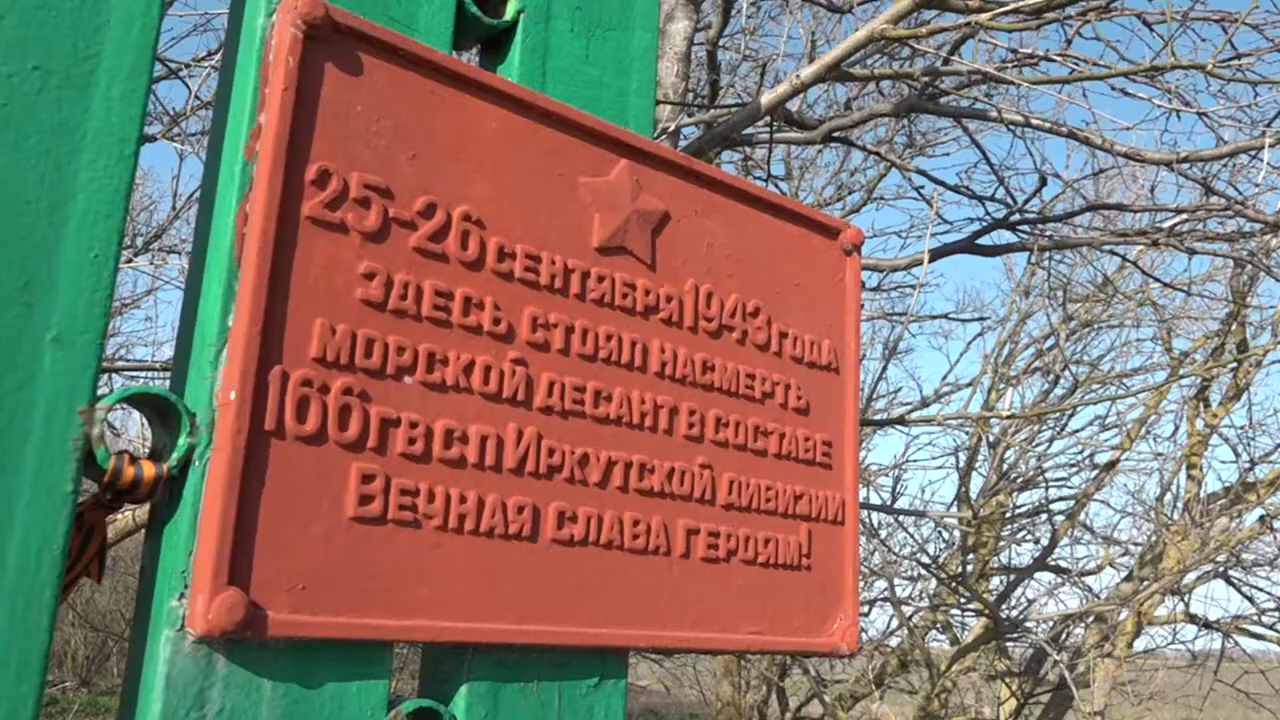 25-26 СЕНТЯБРЯ 1943 ГОДА
ЗДЕСЬ СТОЯЛ НАСМЕРТЬ
МОРСКОЙ ДЕСАНТ В СОСТАВЕ
166 ГВ СП ИРКУТСКОЙ ДИВИЗИИ
ВЕЧНАЯ СЛАВА ГЕРОЯМ!